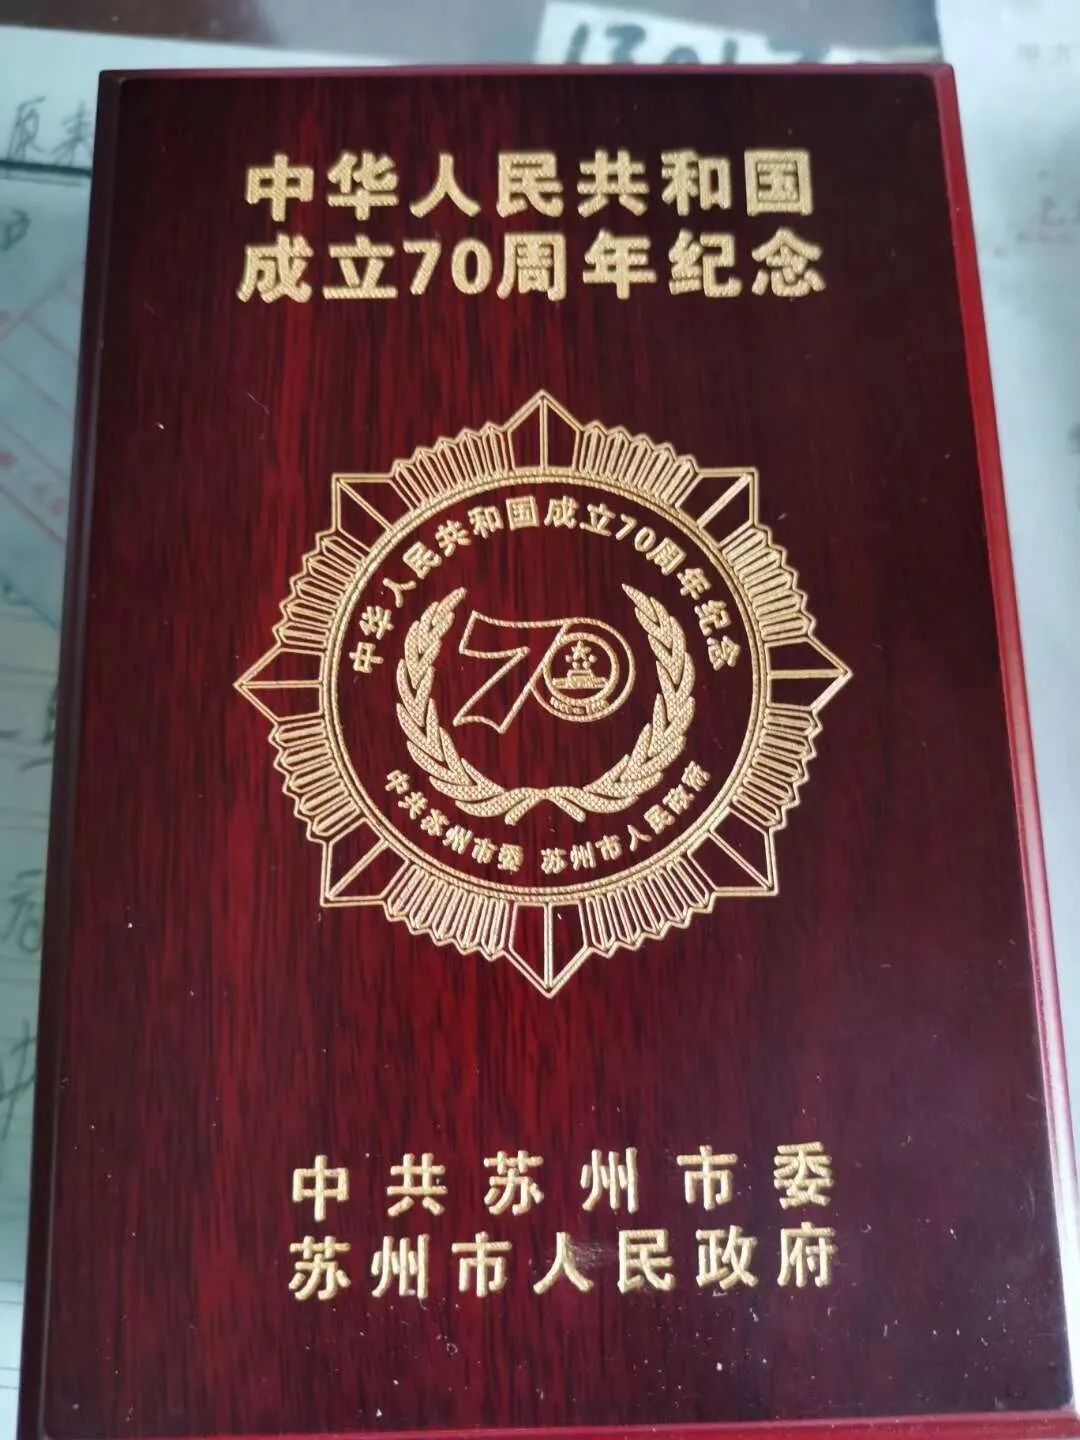 中华人民共和国
成立70周年纪念
中华人民共和国成立70周年纪念
70
中共苏州市委 苏州市人民政府
中共苏州市委
苏州市人民政府
原来